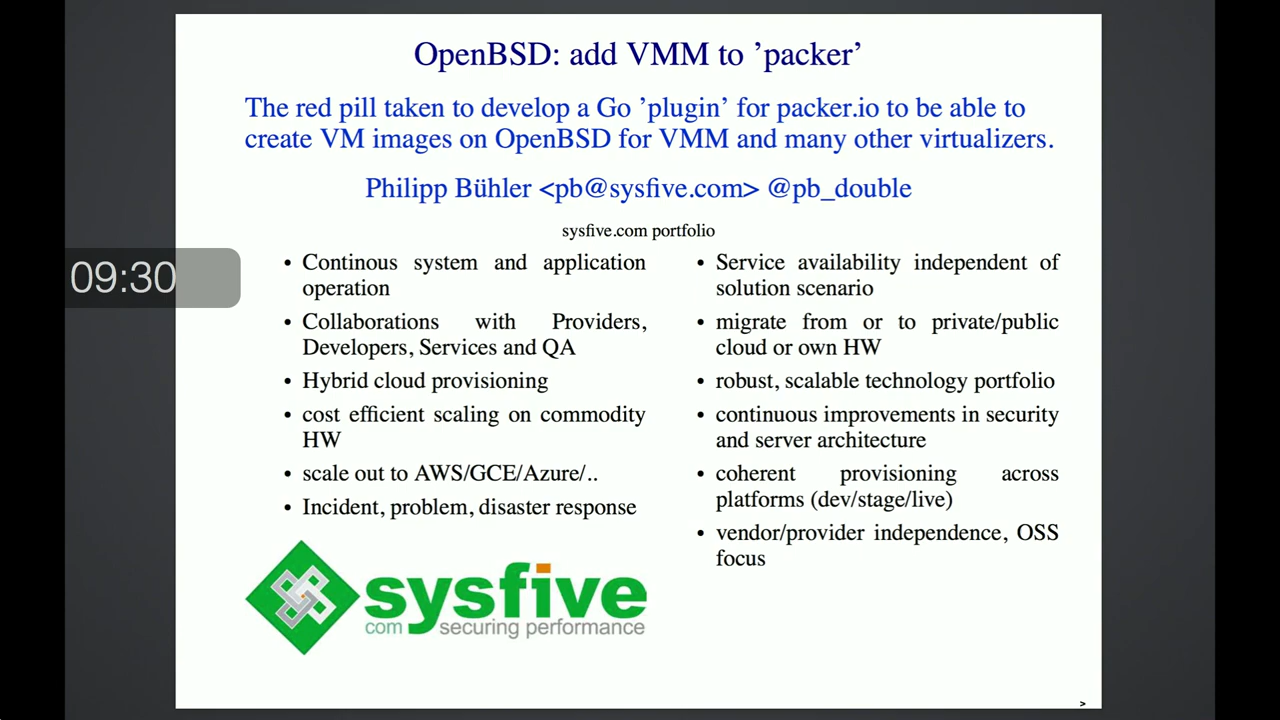 OpenBSD: add VMM to ’packer’
The red pill taken to develop a Go ’plugin’ for packer.io to be able to
create VM images on OpenBSD for VMM and many other virtualizers.
Philipp Bühler <pb@sysfive.com> @pb_double
sysfive.com portfolio
09:30
• Continous system and application
operation
• Collaborations with Providers,
Developers, Services and QA
• Hybrid cloud provisioning
• cost efficient scaling on commodity
HW
• scale out to AWS/GCE/Azure/..
• Incident, problem, disaster response
• Service availability independent of
solution scenario
• migrate from or to private/public
cloud or own HW
• robust, scalable technology portfolio
• continuous improvements in security
and server architecture
• coherent provisioning across
platforms (dev/stage/live)
• vendor/provider independence, OSS
focus
sysfive
com securing performance
>